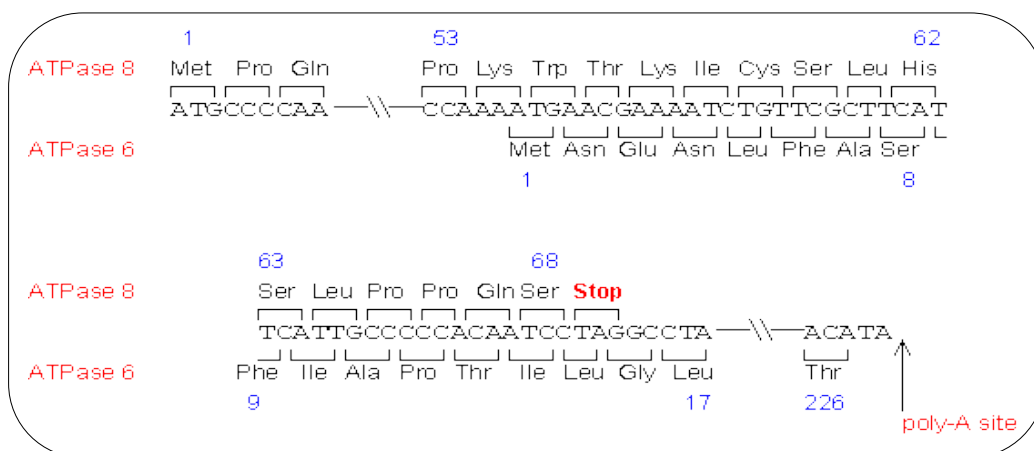 1 53 62
ATPase 8 Met Pro Gln Pro Lys Trp Thr Lys Ile Cys Ser Leu His
ATGCCCCAA CCAAAATGAACGAAAATCTGTTCGCTTCAT
ATPase 6 Met Asn Glu Asn Leu Phe Ala Ser
1 8
63 68
ATPase 8 Ser Leu Pro Pro Gln Ser Stop
TCATTGCCCCCACAATCCTAGGCCTA ACATA
ATPase 6 Phe Ile Ala Pro Thr Ile Leu Gly Leu Thr
9 17 226
poly-A site